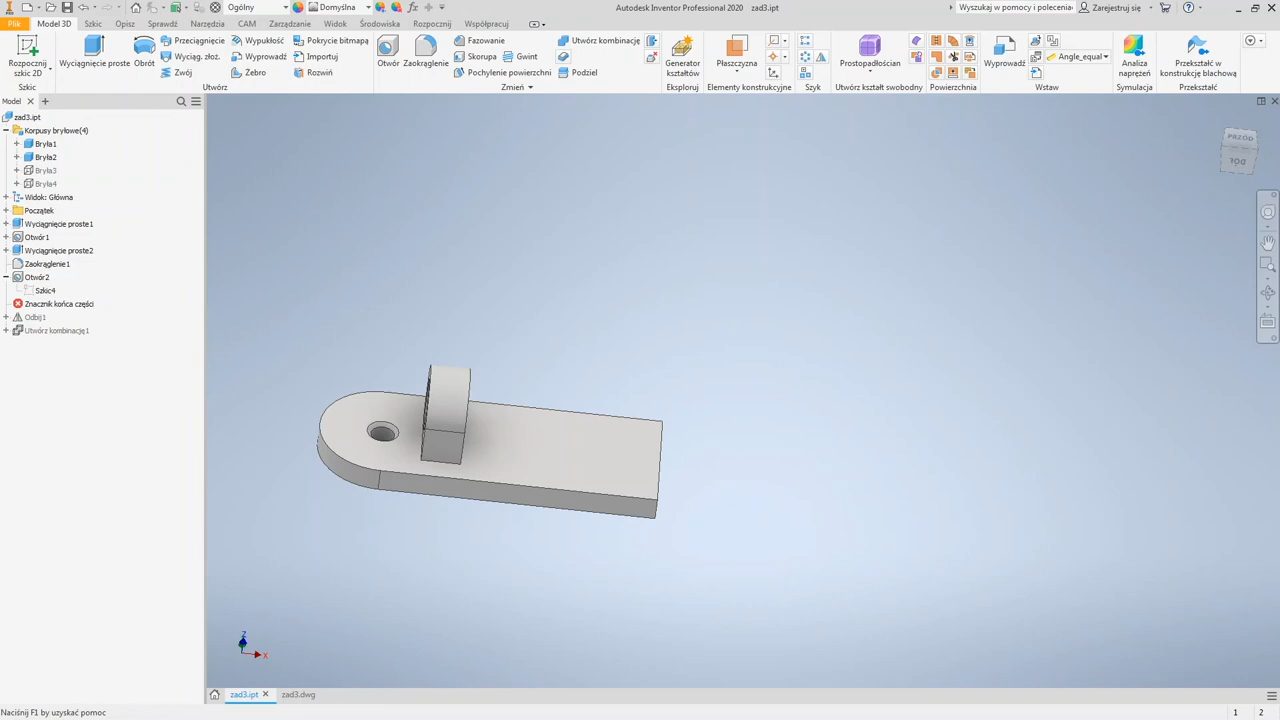 Ogólny
Domyślna
Autodesk Inventor Professional 2020 zad3.ipt
Wyszukaj w pomocy i poleceniach
Zarejestruj się
Plik
Model 3D
Szkic
Opisz
Sprawdź
Narzędzia
CAM
Zarządzanie
Widok
Środowiska
Rozpocznij
Współpracuj
Rozpocznij
szkic 2D
Szkic
Wyciągnięcie proste
Obrót
Przeciągnięcie
Wyciąg. złoż.
Zwój
Wypukłość
Wyprowadź
Żebro
Pokrycie bitmapą
Importuj
Rozwiń
Utwórz
Otwór
Zaokrąglenie
Fazowanie
Skorupa
Gwint
Pochylenie powierzchni
Utwórz kombinację
Podziel
Zmień
Generator
kształtów
Eksploruj
Płaszczyzna
Elementy konstrukcyjne
Szyk
Prostopadłościan
Utwórz kształt swobodny
Powierzchnia
Wyprowadź
Angle_equal
Wstaw
Analiza
naprężeń
Symulacja
Przekształć w
konstrukcję blachową
Przekształć
Model
zad3.ipt
Korpusy bryłowe(4)
Bryła1
Bryła2
Bryła3
Bryła4
Widok: Główna
Początek
Wyciągnięcie proste1
Otwór1
Wyciągnięcie proste2
Zaokrąglenie1
Otwór2
Szkic4
Znacznik końca części
Odbij1
Utwórz kombinację1
PRZÓD
DÓŁ
Z
X
zad3.ipt
zad3.dwg
Naciśnij F1 by uzyskać pomoc
1
2